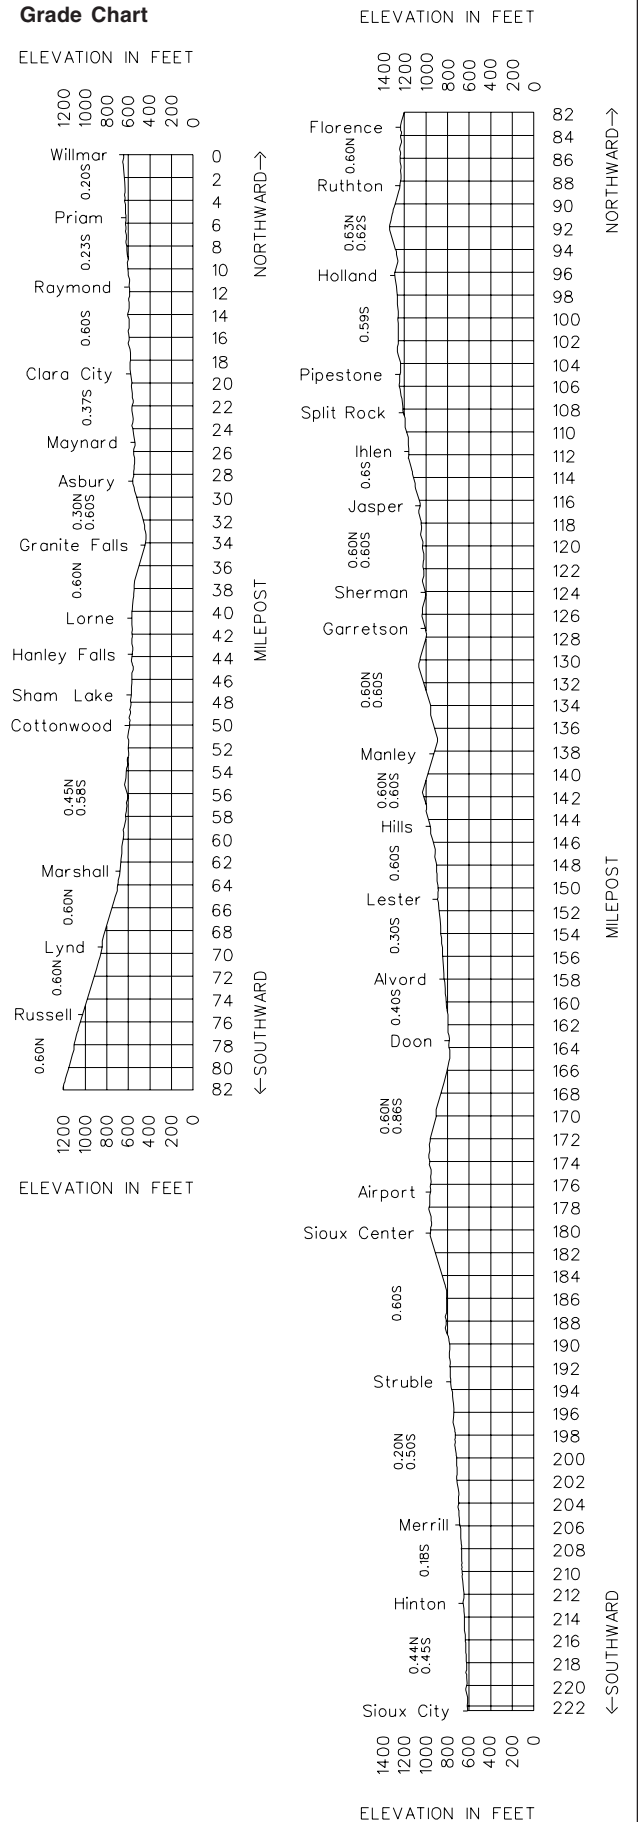 Grade Chart
ELEVATION IN FEET
1200 1000 800 600 400 200 0
Willmar
0.20S
Priam
0.23S
Raymond
0.60S
Clara City
0.37S
Maynard
Asbury
0.30N
0.60S
Granite Falls
0.60N
Lorne
Hanley Falls
Sham Lake
Cottonwood
0.45N
0.58S
Marshall
0.60N
Lynd
0.60N
Russell
0.60N
0
2
4
6
8
10
12
14
16
18
20
22
24
26
28
30
32
34
36
38
40
42
44
46
48
50
52
54
56
58
60
62
64
66
68
70
72
74
76
78
80
82
NORTHWARD→
MILEPOST
←SOUTHWARD
1200 1000 800 600 400 200 0
ELEVATION IN FEET
ELEVATION IN FEET
1400 1200 1000 800 600 400 200 0
Florence
0.60N
Ruthton
0.63N
0.62S
Holland
0.59S
Pipestone
Split Rock
Ihlen
0.6S
Jasper
0.60N
0.60S
Sherman
Garretson
0.60N
0.60S
Manley
0.60N
0.60S
Hills
0.60S
Lester
0.30S
Alvord
0.40S
Doon
0.60N
0.86S
Airport
Sioux Center
0.60S
Struble
0.20N
0.50S
Merrill
0.18S
Hinton
0.44N
0.45S
Sioux City
82
84
86
88
90
92
94
96
98
100
102
104
106
108
110
112
114
116
118
120
122
124
126
128
130
132
134
136
138
140
142
144
146
148
150
152
154
156
158
160
162
164
166
168
170
172
174
176
178
180
182
184
186
188
190
192
194
196
198
200
202
204
206
208
210
212
214
216
218
220
222
NORTHWARD→
MILEPOST
←SOUTHWARD
1400 1200 1000 800 600 400 200 0
ELEVATION IN FEET